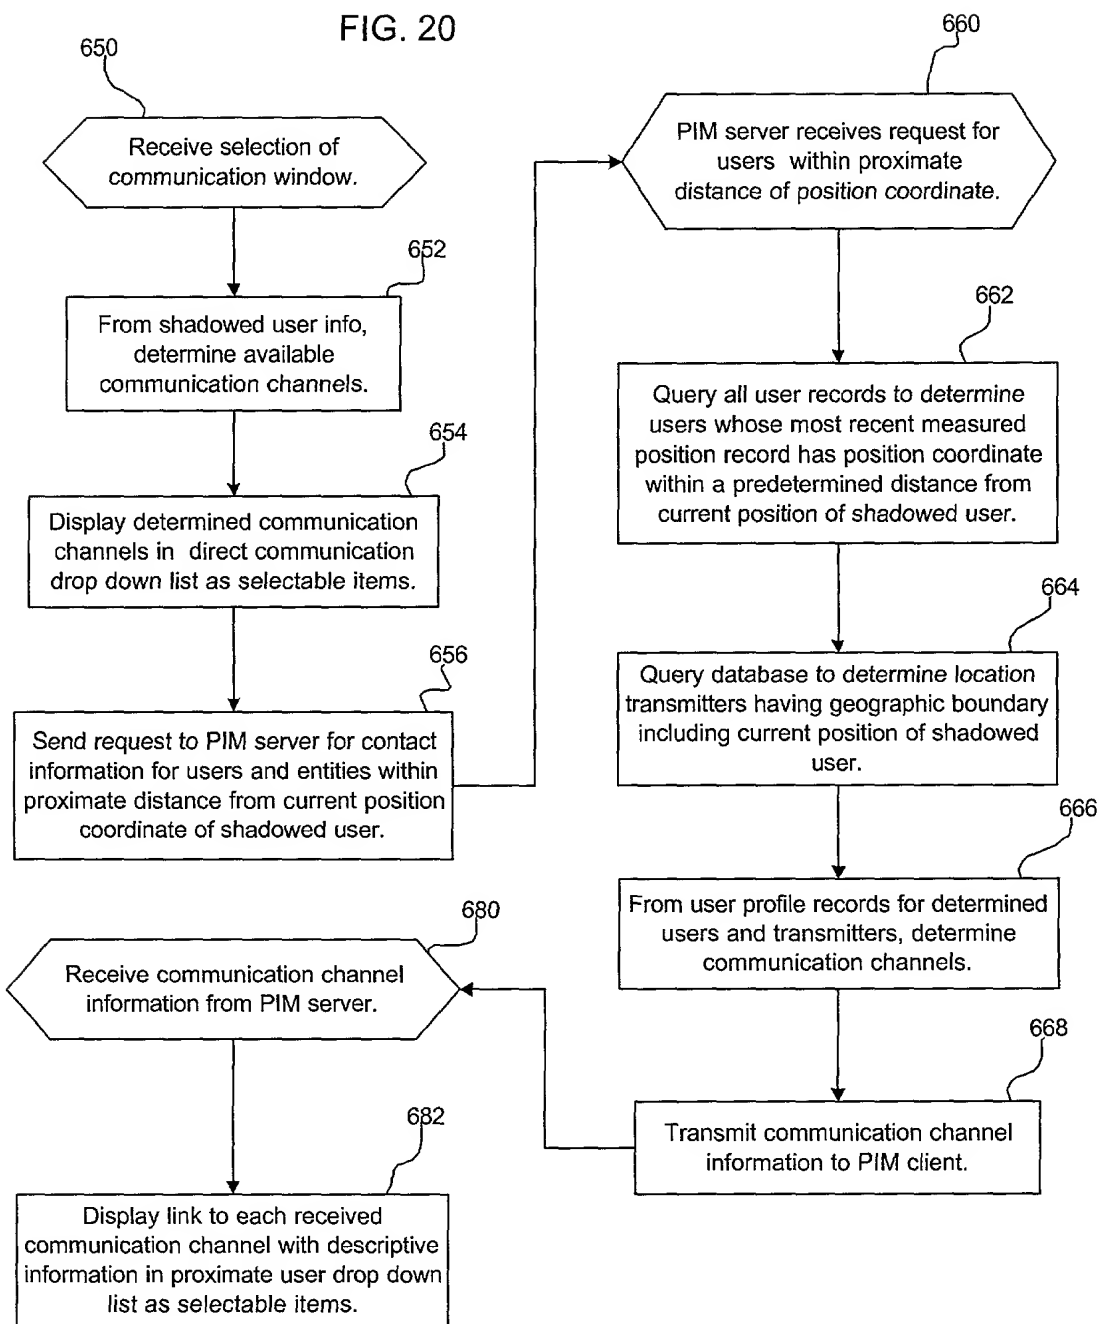 FIG. 20
650
Receive selection of
communication window.
652
From shadowed user info,
determine available
communication channels.
654
Display determined communication
channels in direct communication
drop down list as selectable items.
656
Send request to PIM server for contact
information for users and entities within
proximate distance from current position
coordinate of shadowed user.
660
PIM server receives request for
users within proximate
distance of position coordinate.
662
Query all user records to determine
users whose most recent measured
position record has position coordinate
within a predetermined distance from
current position of shadowed user.
664
Query database to determine location
transmitters having geographic boundary
including current position of shadowed
user.
666
From user profile records for determined
users and transmitters, determine
communication channels.
668
Transmit communication channel
information to PIM client.
680
Receive communication channel
information from PIM server.
682
Display link to each received
communication channel with descriptive
information in proximate user drop down
list as selectable items.